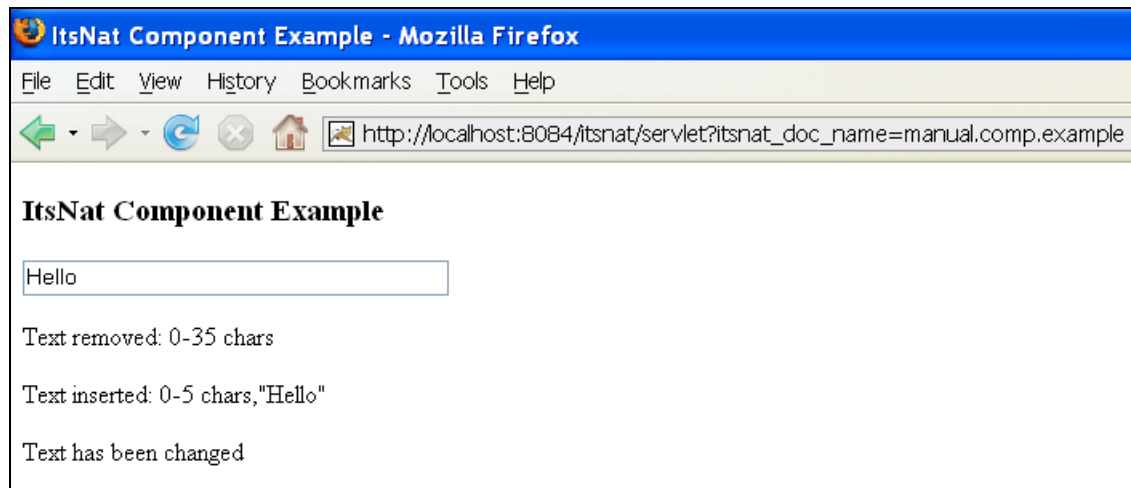 ItsNat Component Example - Mozilla Firefox
File Edit View History Bookmarks Tools Help
http://localhost:8084/itsnat/servlet?itsnat_doc_name=manual.comp.example
ItsNat Component Example
Hello
Text removed: 0-35 chars
Text inserted: 0-5 chars,"Hello"
Text has been changed